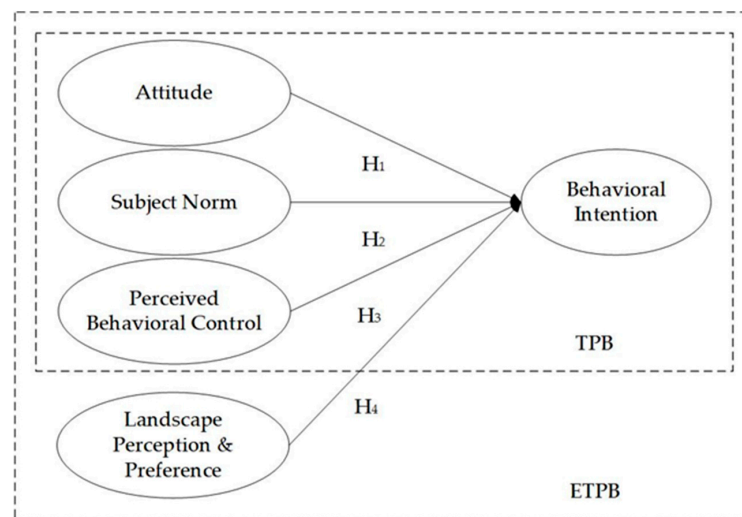 Attitude
H1
Subject Norm
Behavioral
Intention
H2
Perceived
Behavioral Control
H3
TPB
H4
Landscape
Perception &
Preference
ETPB